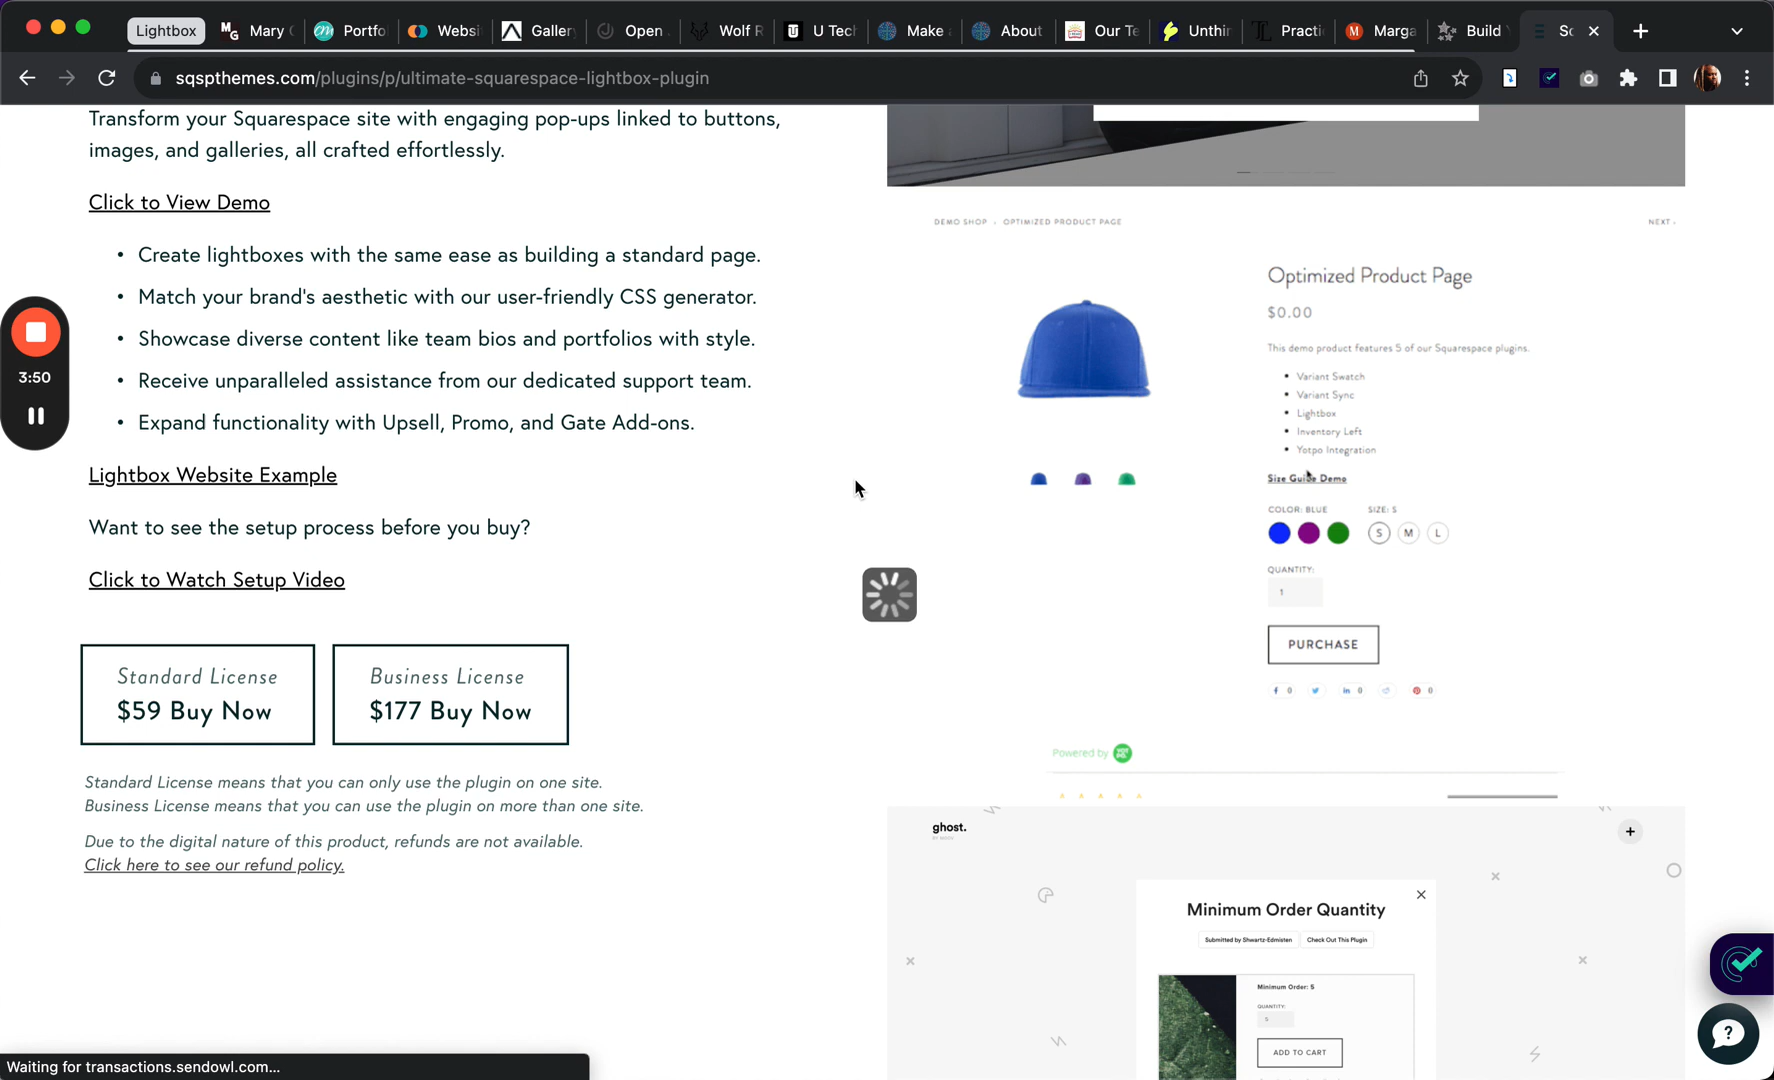 Lightbox
Mary
Portfo
Websi
Galler
Open
Wolf R
U Tech
Make
About
Our Te
Unthin
Practi
Marga
Build
Sc
sqspthemes.com/plugins/p/ultimate-squarespace-lightbox-plugin
Transform your Squarespace site with engaging pop-ups linked to buttons,
images, and galleries, all crafted effortlessly.
Click to View Demo
• Create lightboxes with the same ease as building a standard page.
• Match your brand's aesthetic with our user-friendly CSS generator.
• Showcase diverse content like team bios and portfolios with style.
• Receive unparalleled assistance from our dedicated support team.
• Expand functionality with Upsell, Promo, and Gate Add-ons.
Lightbox Website Example
Want to see the setup process before you buy?
Click to Watch Setup Video
Standard License
$59 Buy Now
Business License
$177 Buy Now
Standard License means that you can only use the plugin on one site.
Business License means that you can use the plugin on more than one site.
Due to the digital nature of this product, refunds are not available.
Click here to see our refund policy.
3:50
DEMO SHOP › OPTIMIZED PRODUCT PAGE
NEXT ›
Optimized Product Page
$0.00
This demo product features 5 of our Squarespace plugins.
• Variant Swatch
• Variant Sync
• Lightbox
• Inventory Left
• Yotpo Integration
Size Guide Demo
COLOR: BLUE
SIZE: S
S M L
QUANTITY:
1
PURCHASE
0
0
0
Powered by
ghost.
Minimum Order Quantity
Submitted by Shwartz-Edmisten
Check Out This Plugin
Minimum Order: 5
QUANTITY:
5
ADD TO CART
Waiting for transactions.sendowl.com...